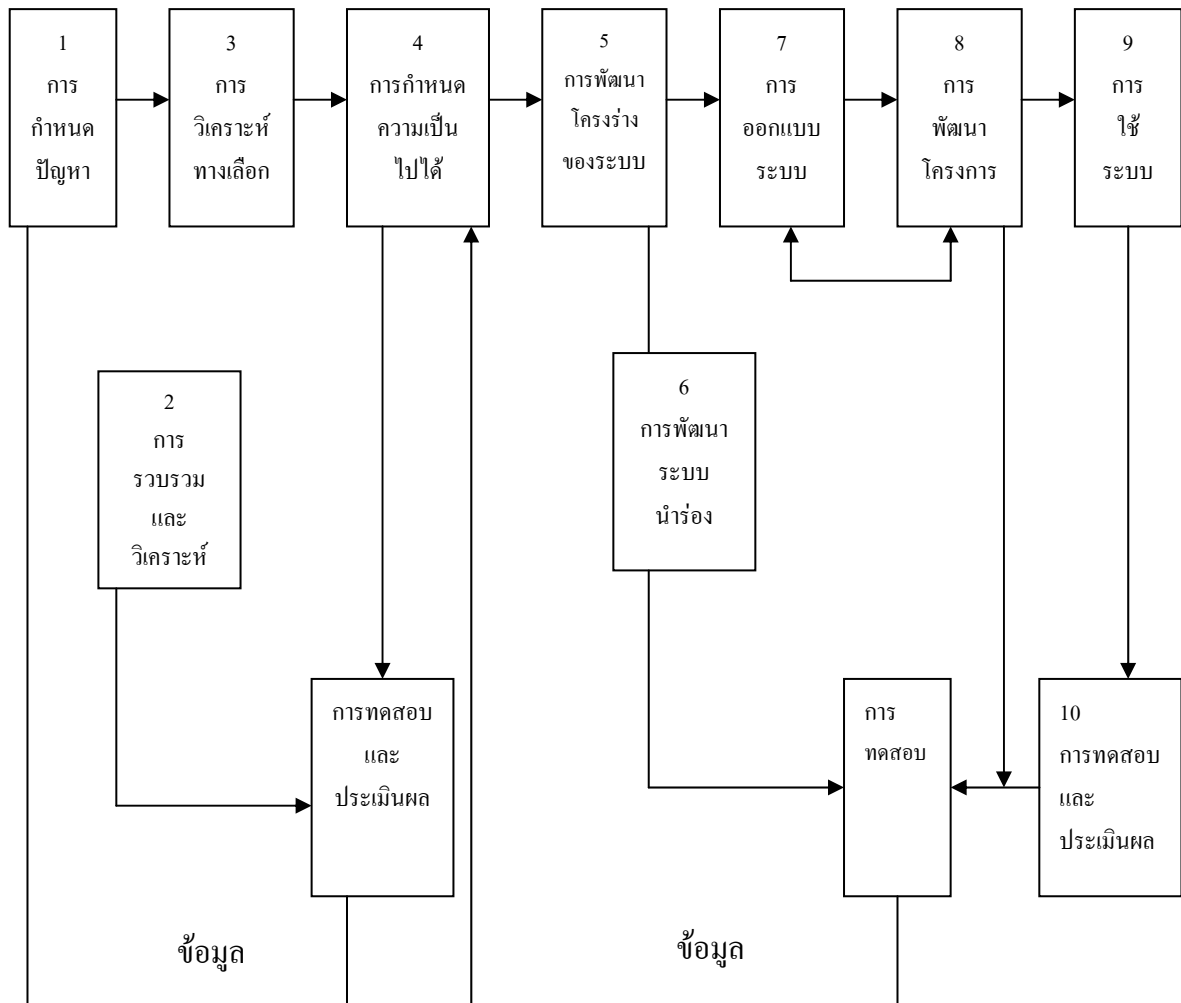 1
การ
กำหนด
ปัญหา
3
การ
วิเคราะห์
ทางเลือก
4
การกำหนด
ความเป็น
ไปได้
5
การพัฒนา
โครงร่าง
ของระบบ
7
การ
ออกแบบ
ระบบ
8
การ
พัฒนา
โครงการ
9
การ
ใช้
ระบบ
2
การ
รวบรวม
และ
วิเคราะห์
6
การพัฒนา
ระบบ
นำร่อง
การทดสอบ
และ
ประเมินผล
การ
ทดสอบ
10
การทดสอบ
และ
ประเมินผล
ข้อมูล
ข้อมูล